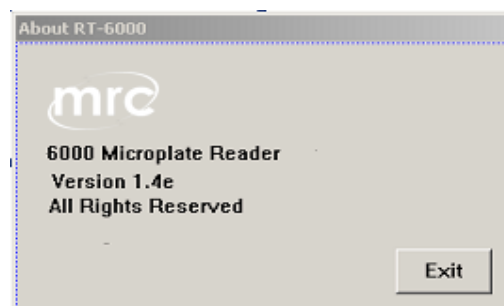 About RT-6000
mrc
6000 Microplate Reader
Version 1.4e
All Rights Reserved
Exit